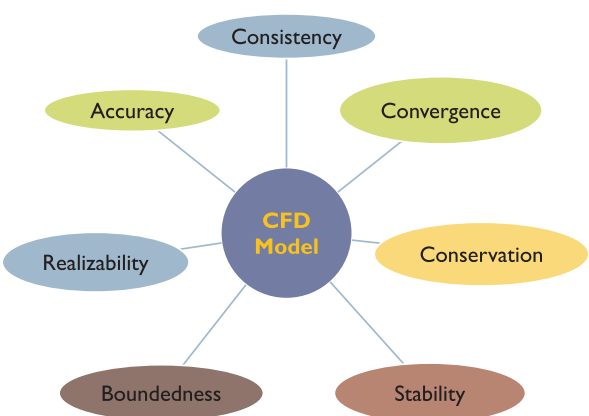 Consistency
Accuracy
Convergence
CFD
Model
Realizability
Conservation
Boundedness
Stability